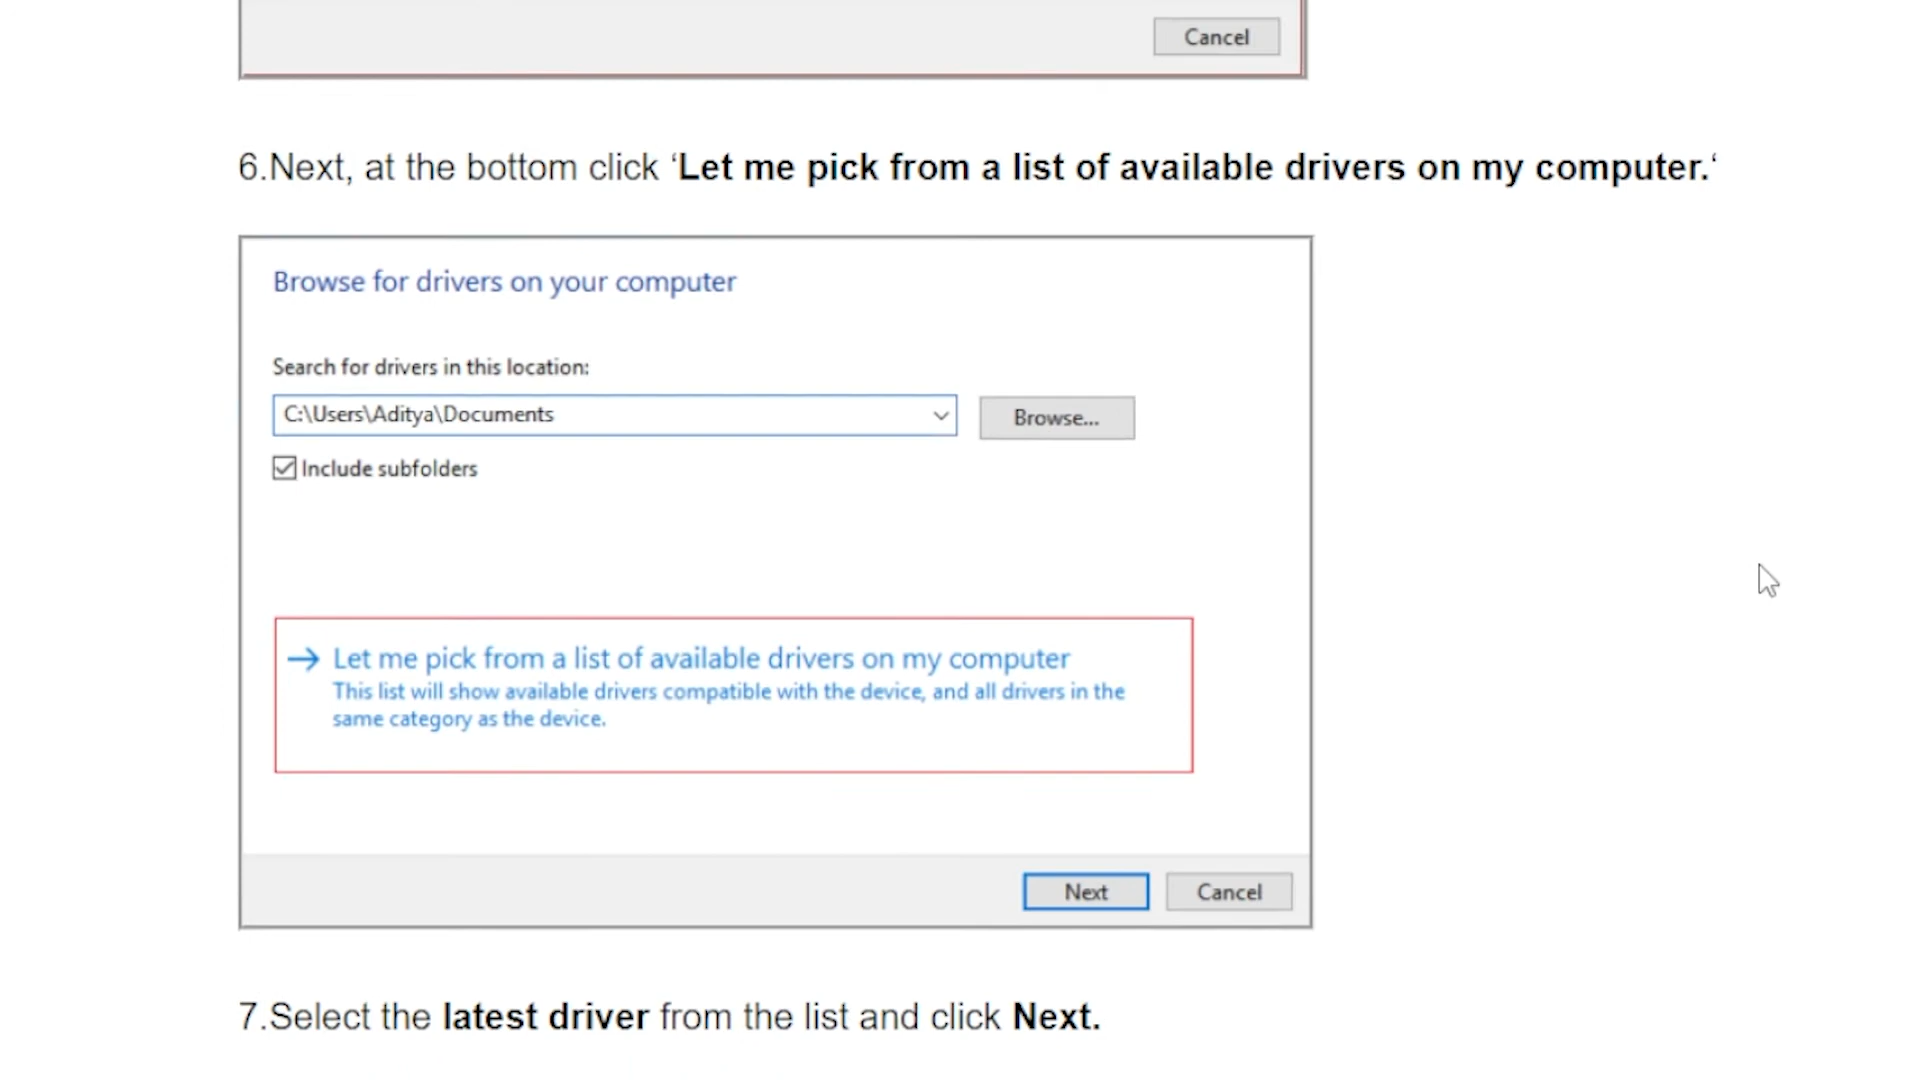 Cancel
6.Next, at the bottom click ‘Let me pick from a list of available drivers on my computer.‘
Browse for drivers on your computer
Search for drivers in this location:
C:\Users\Aditya\Documents
Browse...
Include subfolders
Let me pick from a list of available drivers on my computer
This list will show available drivers compatible with the device, and all drivers in the
same category as the device.
Next
Cancel
7.Select the latest driver from the list and click Next.